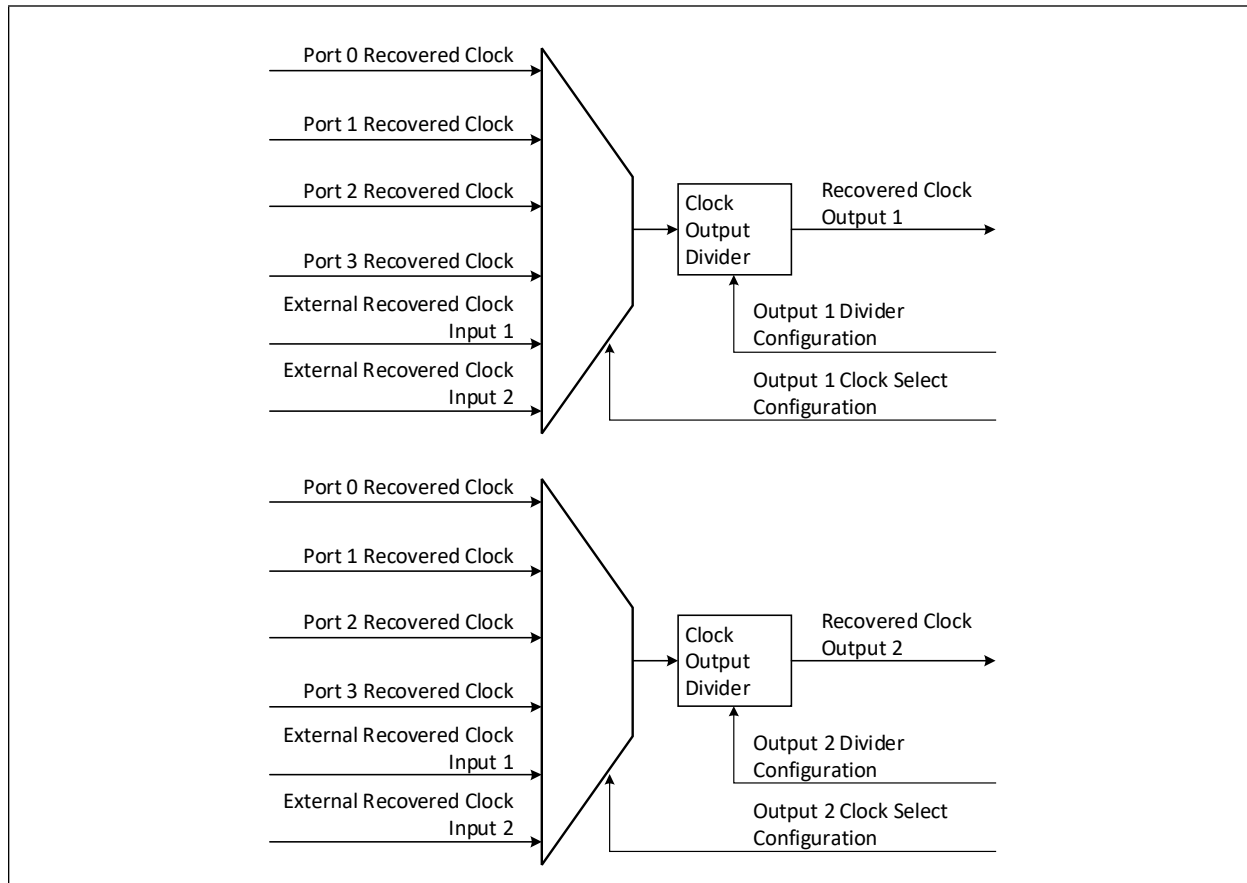 Port 0 Recovered Clock
Port 1 Recovered Clock
Port 2 Recovered Clock
Port 3 Recovered Clock
External Recovered Clock
Input 1
External Recovered Clock
Input 2
Clock
Output
Divider
Recovered Clock
Output 1
Output 1 Divider
Configuration
Output 1 Clock Select
Configuration
Port 0 Recovered Clock
Port 1 Recovered Clock
Port 2 Recovered Clock
Port 3 Recovered Clock
External Recovered Clock
Input 1
External Recovered Clock
Input 2
Clock
Output
Divider
Recovered Clock
Output 2
Output 2 Divider
Configuration
Output 2 Clock Select
Configuration